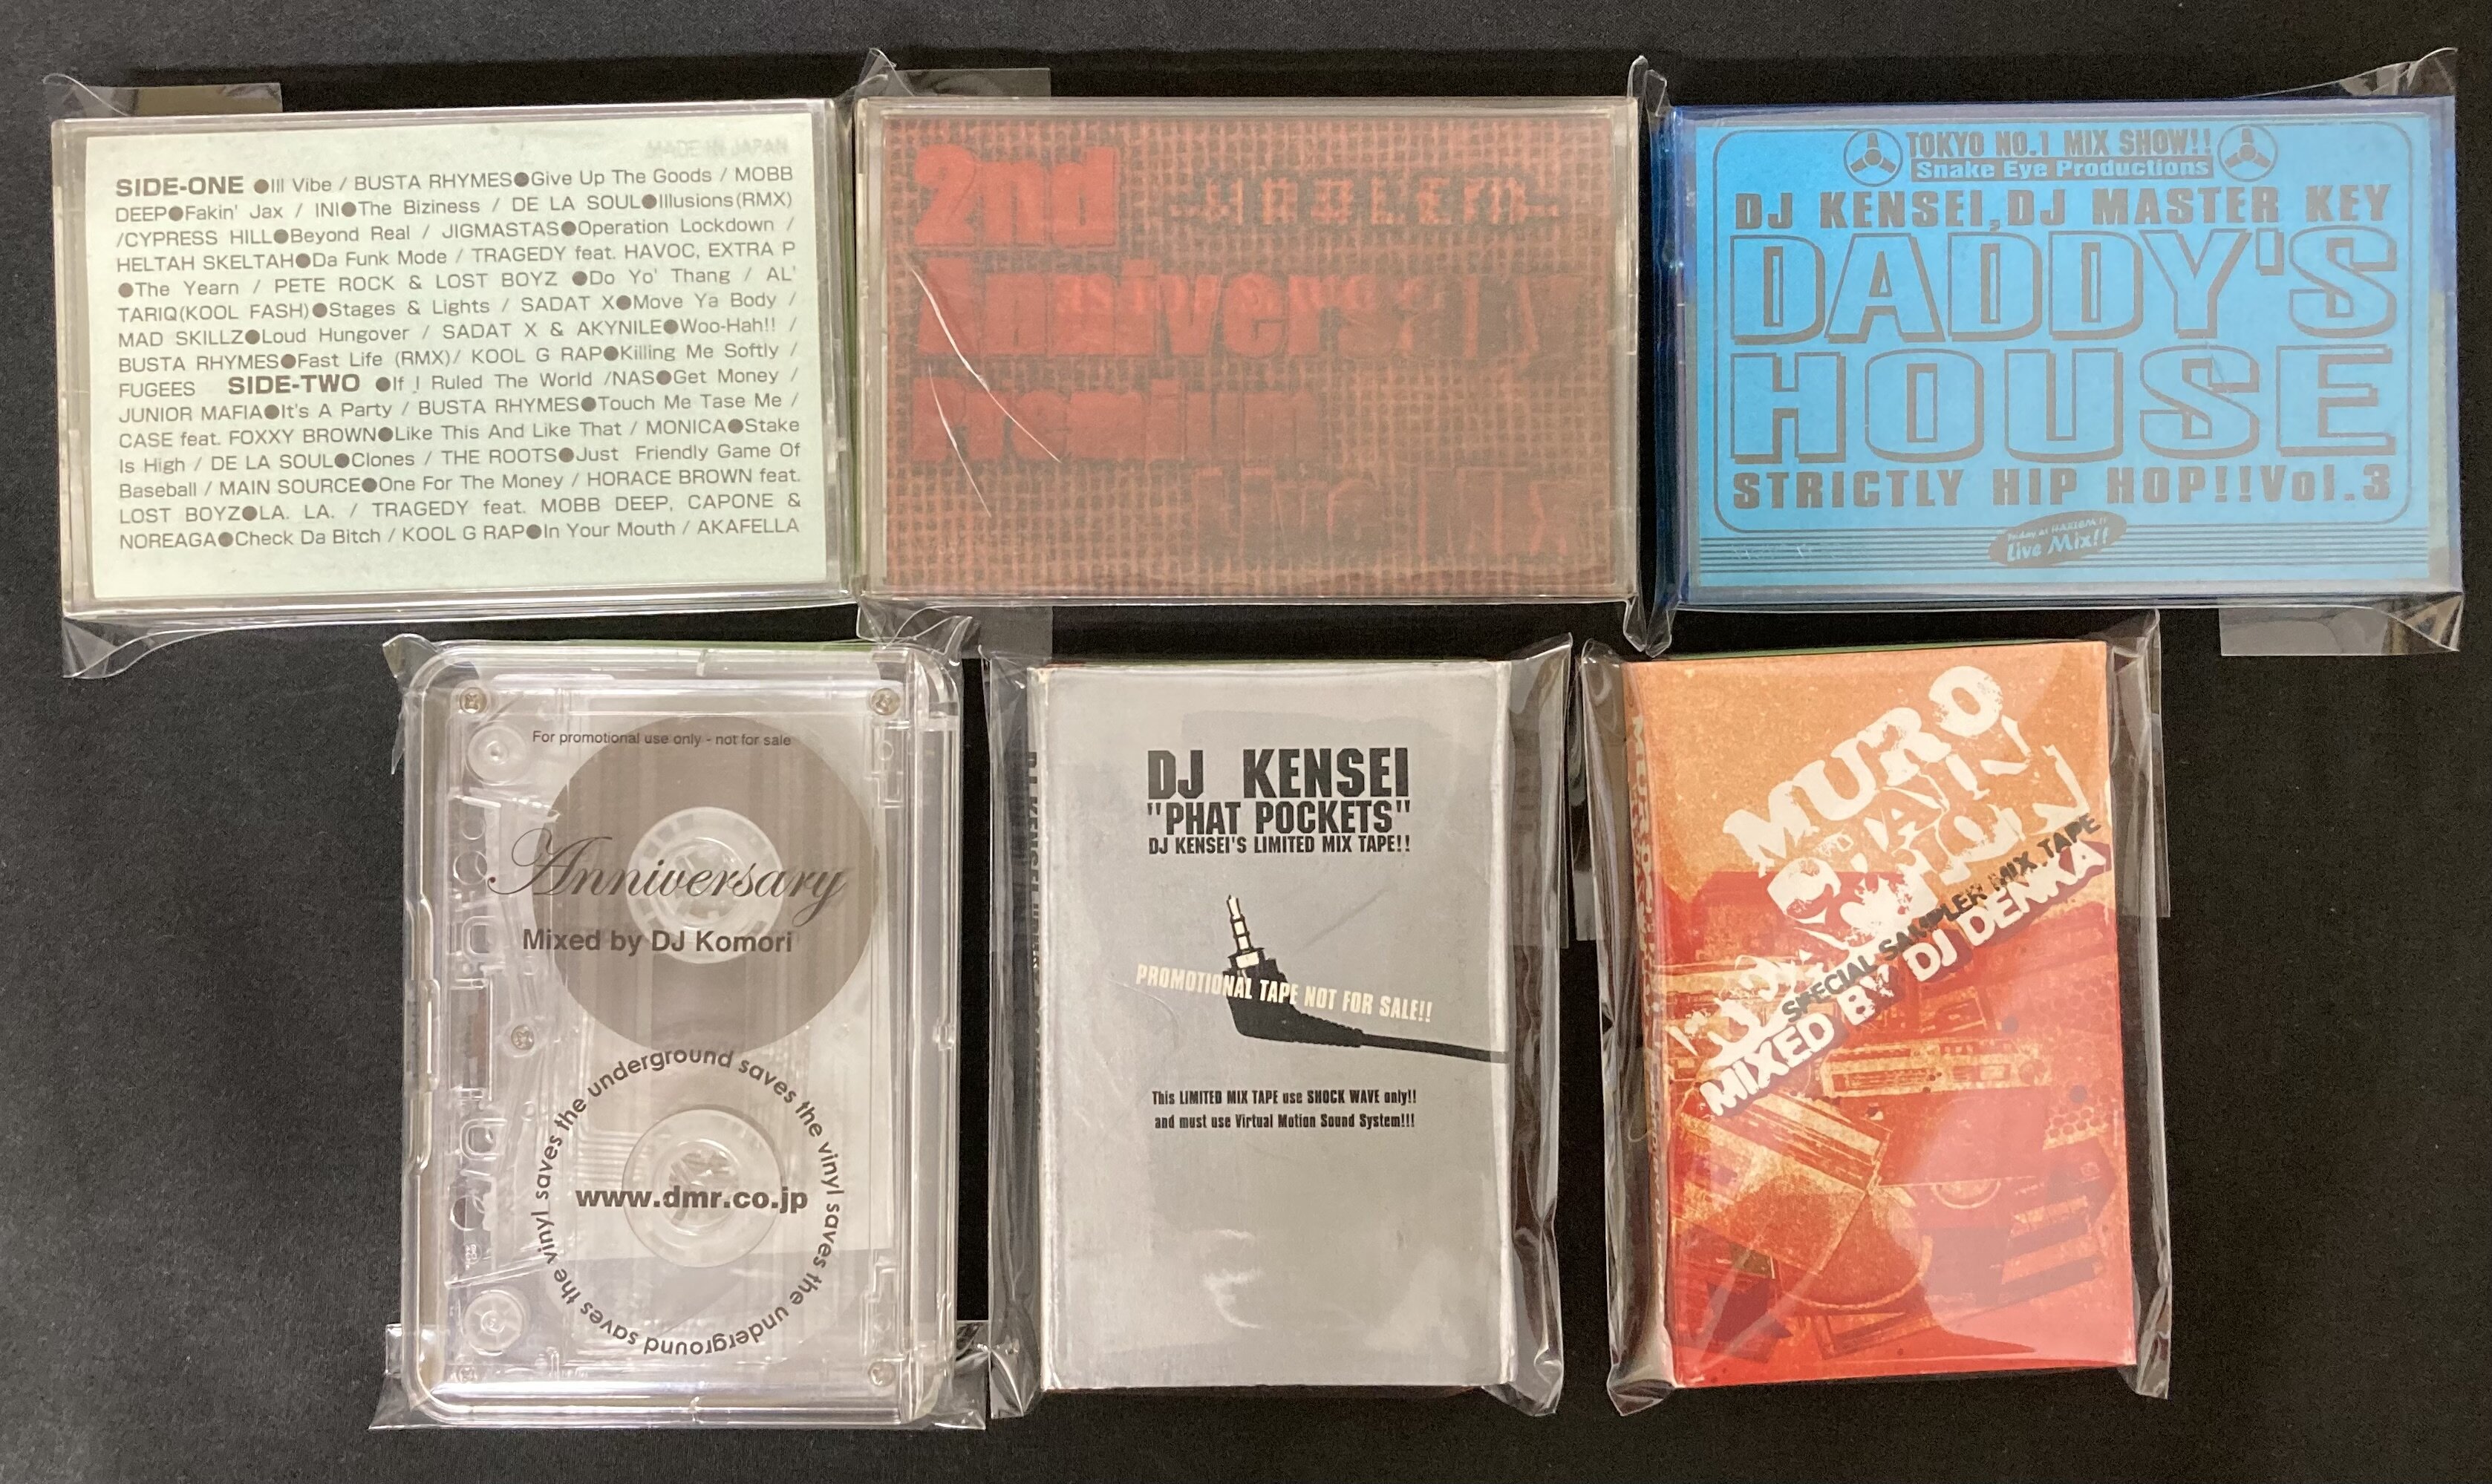 MADE IN JAPAN
SIDE-ONE ●Ill Vibe / BUSTA RHYMES●Give Up The Goods / MOBB
DEEP●Fakin' Jax / INI●The Biziness / DE LA SOUL●Illusions(RMX)
/CYPRESS HILL●Beyond Real / JIGMASTAS●Operation Lockdown /
HELTAH SKELTAH●Da Funk Mode / TRAGEDY feat. HAVOC, EXTRA P
●The Yearn / PETE ROCK & LOST BOYZ ●Do Yo' Thang / AL'
TARIQ(KOOL FASH)●Stages & Lights / SADAT X●Move Ya Body /
MAD SKILLZ●Loud Hungover / SADAT X & AKYNILE●Woo-Hah!! /
BUSTA RHYMES●Fast Life (RMX)/ KOOL G RAP●Killing Me Softly /
FUGEES SIDE-TWO ●If I Ruled The World /NAS●Get Money /
JUNIOR MAFIA●It's A Party / BUSTA RHYMES●Touch Me Tase Me /
CASE feat. FOXXY BROWN●Like This And Like That / MONICA●Stake
Is High / DE LA SOUL●Clones / THE ROOTS●Just Friendly Game Of
Baseball / MAIN SOURCE●One For The Money / HORACE BROWN feat.
LOST BOYZ●LA. LA. / TRAGEDY feat. MOBB DEEP, CAPONE &
NOREAGA●Check Da Bitch / KOOL G RAP●In Your Mouth / AKAFELLA
2nd
Anniversary
Premium
Live Mix
TOKYO NO.1 MIX SHOW!!
Snake Eye Productions
DJ KENSEI,DJ MASTER KEY
DADDY'S
HOUSE
STRICTLY HIP HOP!!Vol.3
Live Mix!!
For promotional use only - not for sale
Anniversary
Mixed by DJ Komori
saves the underground saves the vinyl saves the underground saves the vinyl
www.dmr.co.jp
DJ KENSEI
"PHAT POCKETS"
DJ KENSEI'S LIMITED MIX TAPE!!
PROMOTIONAL TAPE NOT FOR SALE!!
This LIMITED MIX TAPE use SHOCK WAVE only!!
and must use Virtual Motion Sound System!!!
MURO
SPECIAL SAMPLER MIX TAPE
MIXED BY DJ DENKA